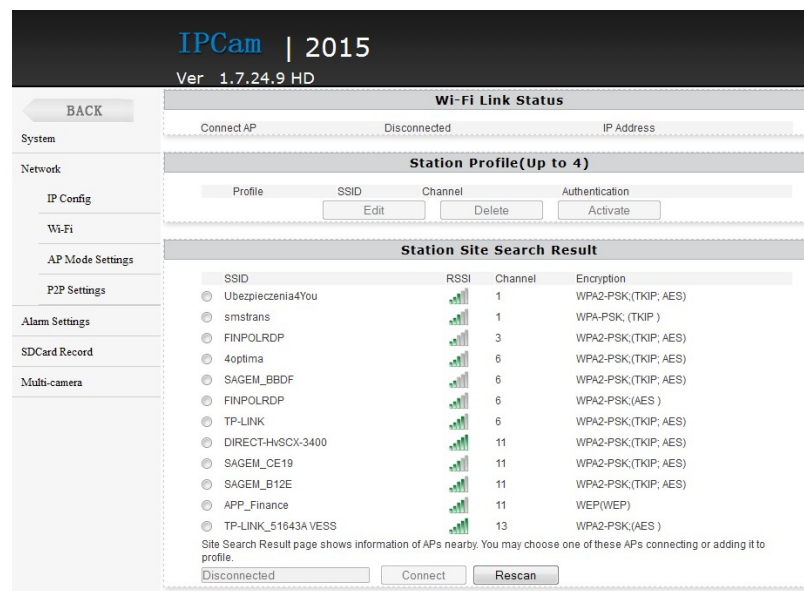 IPCam | 2015
Ver 1.7.24.9 HD
BACK
System
Network
IP Config
Wi-Fi
AP Mode Settings
P2P Settings
Alarm Settings
SDCard Record
Multi-camera
Wi-Fi Link Status
Connect AP Disconnected IP Address
Station Profile(Up to 4)
Profile SSID Channel Authentication
Edit Delete Activate
Station Site Search Result
SSID RSSI Channel Encryption
Ubezpieczenia4You 1 WPA2-PSK;(TKIP; AES)
smstrans 1 WPA-PSK; (TKIP )
FINPOLRDP 3 WPA2-PSK;(TKIP; AES)
4optima 6 WPA2-PSK;(TKIP; AES)
SAGEM_BBDF 6 WPA2-PSK;(TKIP; AES)
FINPOLRDP 6 WPA2-PSK;(AES )
TP-LINK 6 WPA2-PSK;(TKIP; AES)
DIRECT-HvSCX-3400 11 WPA2-PSK;(TKIP; AES)
SAGEM_CE19 11 WPA2-PSK;(TKIP; AES)
SAGEM_B12E 11 WPA2-PSK;(TKIP; AES)
APP_Finance 11 WEP(WEP)
TP-LINK_51643A VESS 13 WPA2-PSK;(AES )
Site Search Result page shows information of APs nearby. You may choose one of these APs connecting or adding it to
profile.
Disconnected Connect Rescan